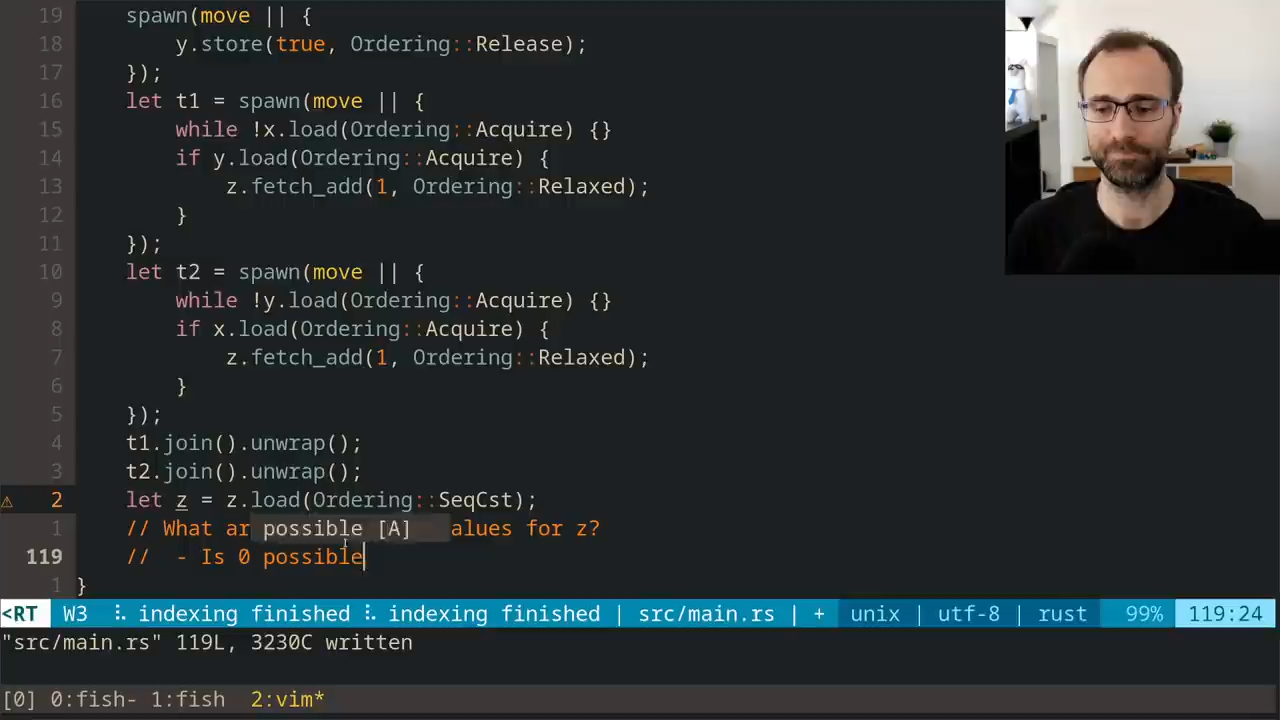 19 spawn(move || {
18 y.store(true, Ordering::Release);
17 });
16 let t1 = spawn(move || {
15 while !x.load(Ordering::Acquire) {}
14 if y.load(Ordering::Acquire) {
13 z.fetch_add(1, Ordering::Relaxed);
12 }
11 });
10 let t2 = spawn(move || {
9 while !y.load(Ordering::Acquire) {}
8 if x.load(Ordering::Acquire) {
7 z.fetch_add(1, Ordering::Relaxed);
6 }
5 });
4 t1.join().unwrap();
3 t2.join().unwrap();
⚠ 2 let z = z.load(Ordering::SeqCst);
1 // What ar possible [A] alues for z?
119 // - Is 0 possible
1 }
<RT W3 ⠧ indexing finished ⠧ indexing finished | src/main.rs | + unix | utf-8 | rust 99% 119:24
"src/main.rs" 119L, 3230C written
[0] 0:fish- 1:fish 2:vim*